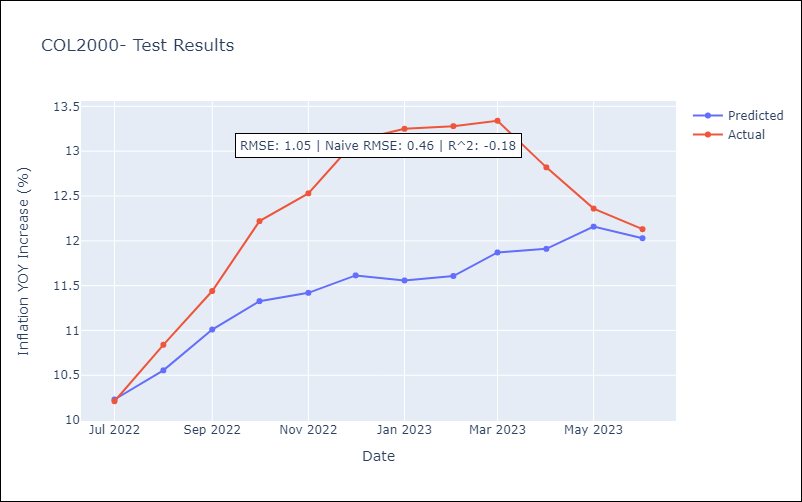 COL2000- Test Results
Predicted
Actual
RMSE: 1.05 | Naive RMSE: 0.46 | R^2: -0.18
Inflation YOY Increase (%)
13.5
13
12.5
12
11.5
11
10.5
10
Jul 2022 Sep 2022 Nov 2022 Jan 2023 Mar 2023 May 2023
Date